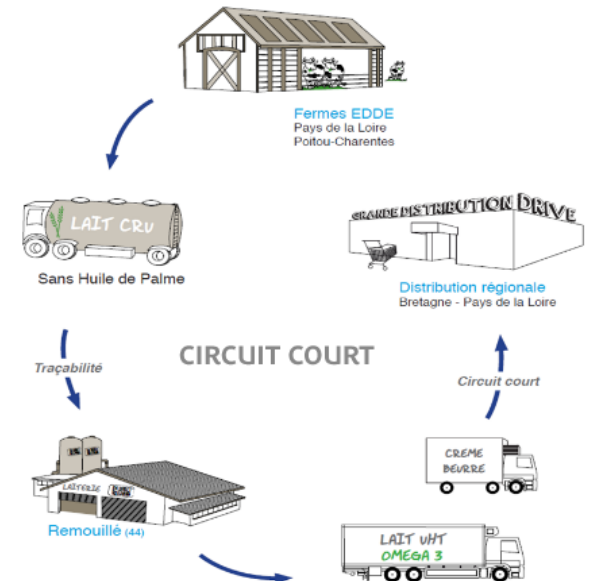 Fermes EDDE
Pays de la Loire
Poitou-Charentes
LAIT CRU
Sans Huile de Palme
GRANDE DISTRIBUTION DRIVE
Distribution régionale
Bretagne - Pays de la Loire
CIRCUIT COURT
Traçabilité
Circuit court
CREME
BEURRE
LAITERIE
Remouillé (44)
LAIT UHT
OMEGA 3